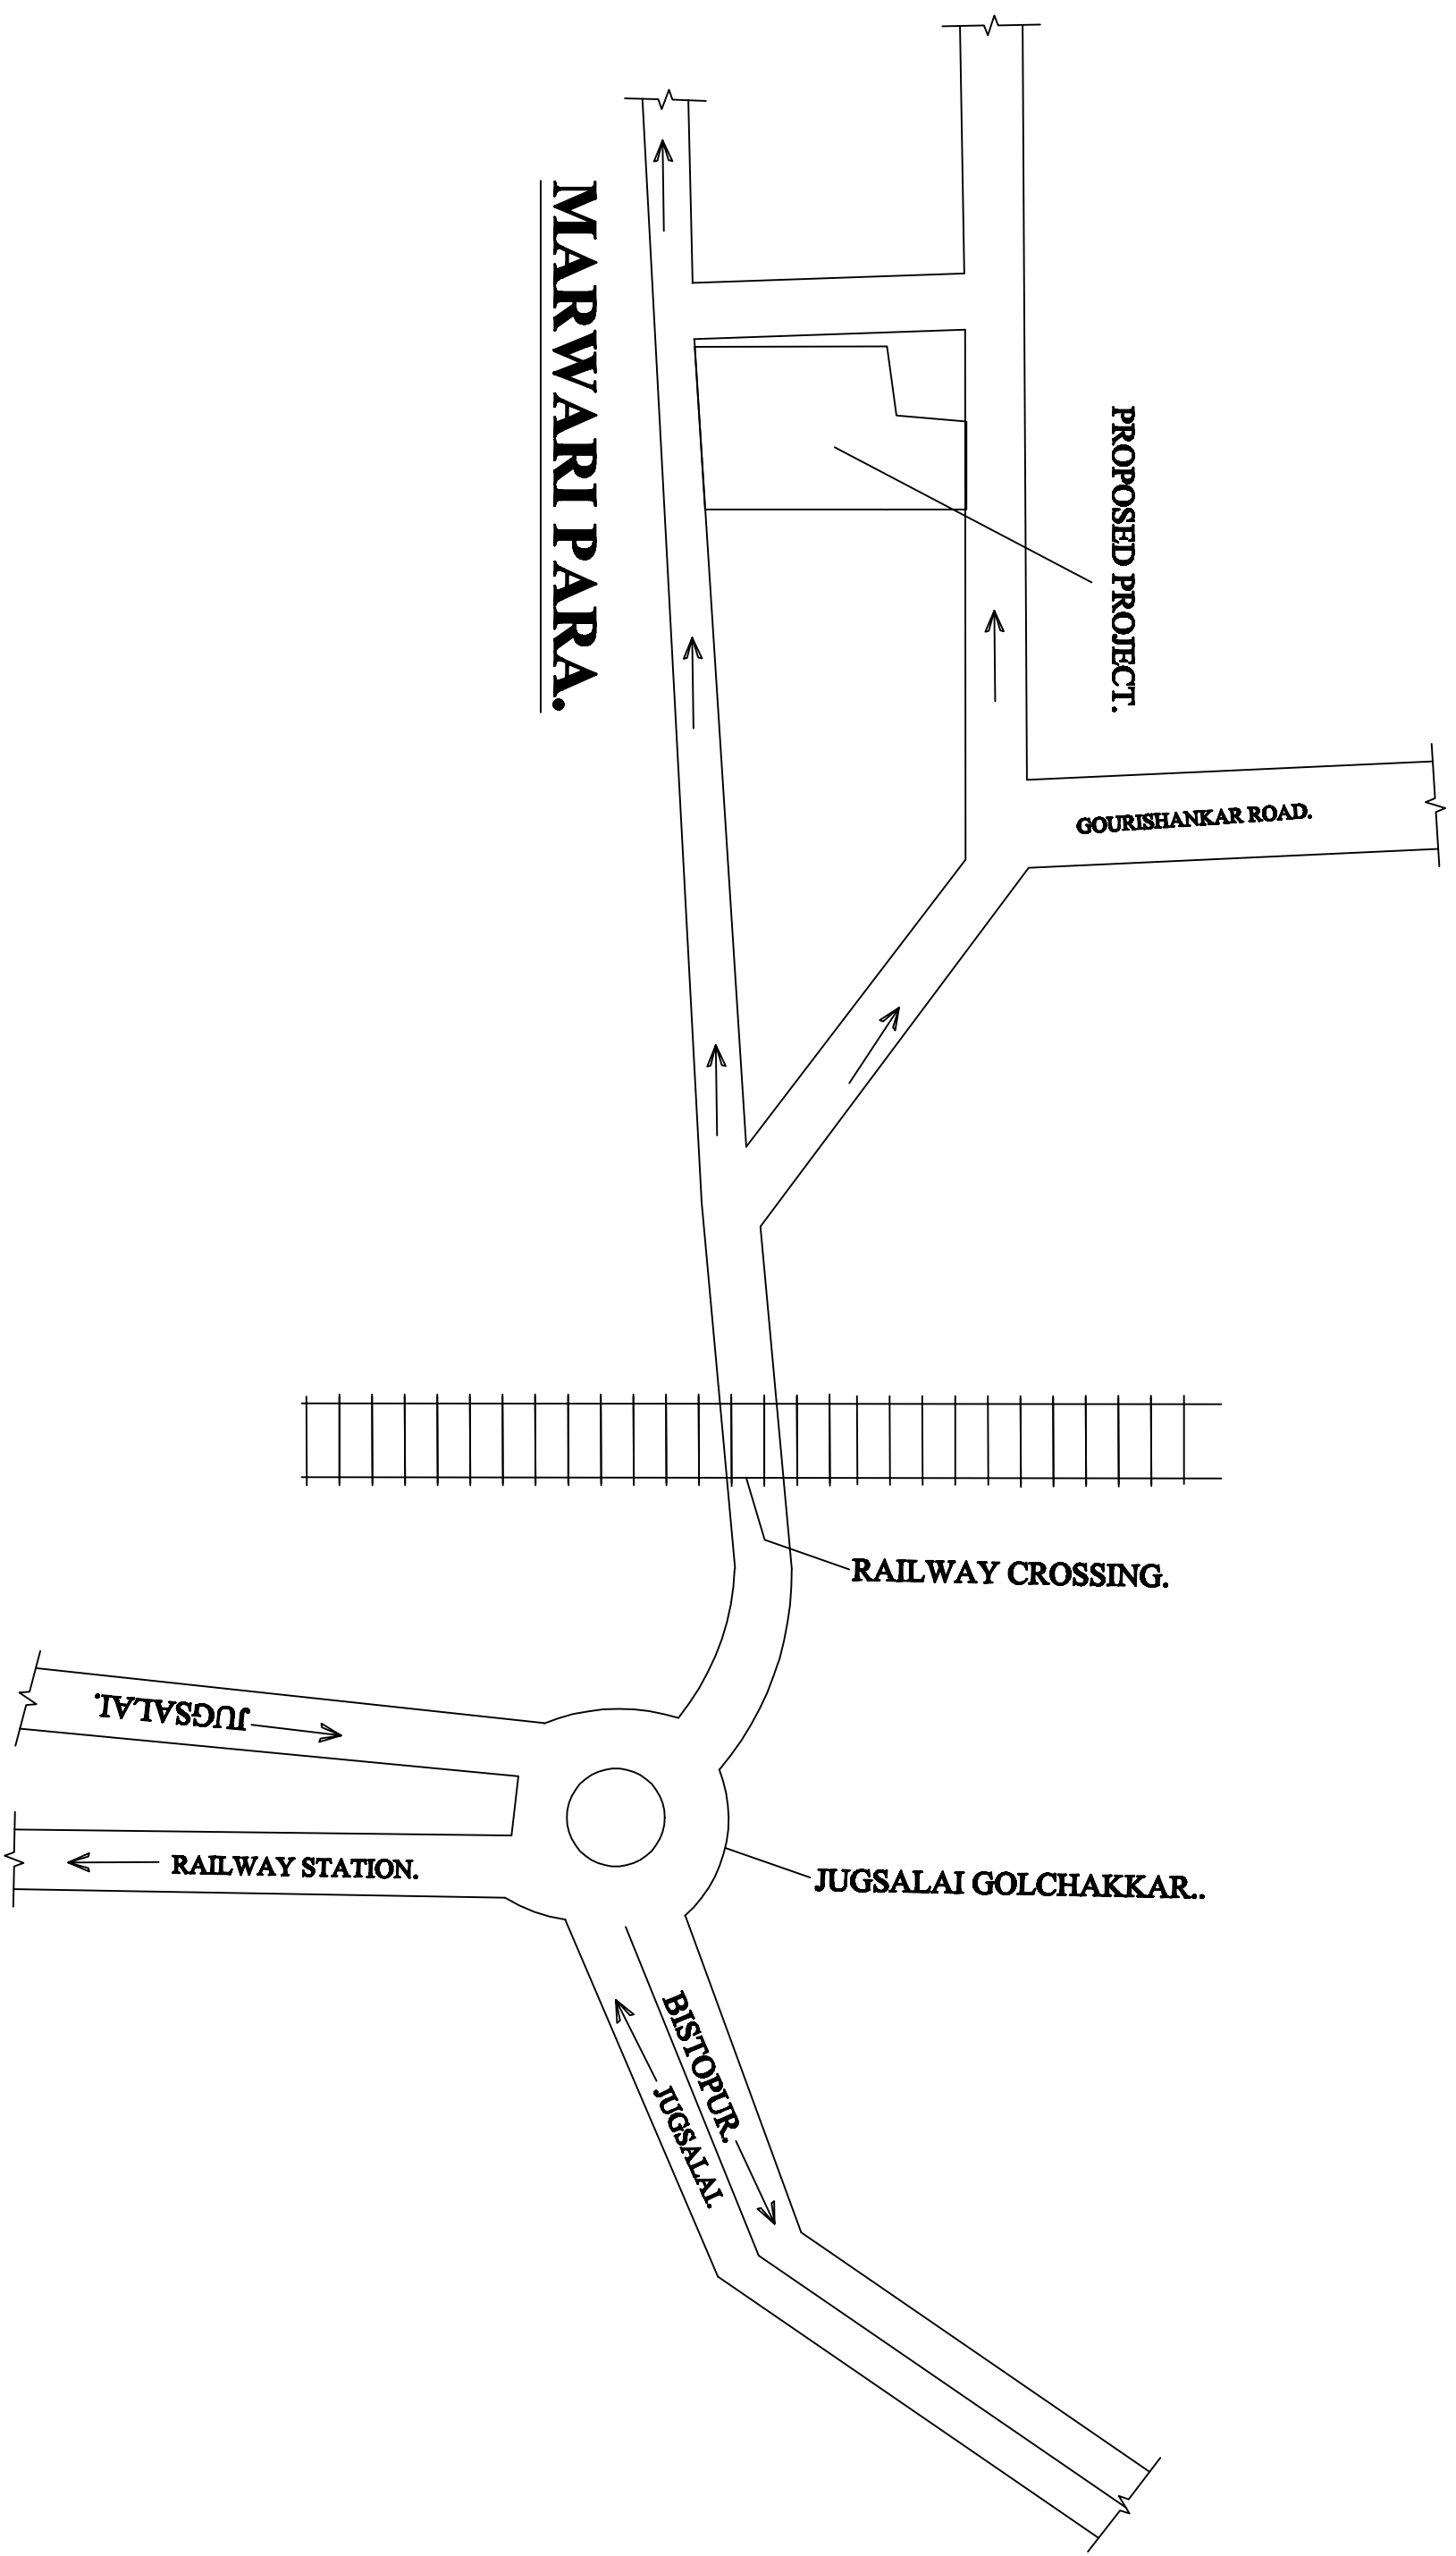 MARWARI PARA.
PROPOSED PROJECT.
GOURISHANKAR ROAD.
RAILWAY CROSSING.
JUGSALAI.
RAILWAY STATION.
JUGSALAI GOLCHAKKAR..
BISTOPUR.
JUGSALAI.